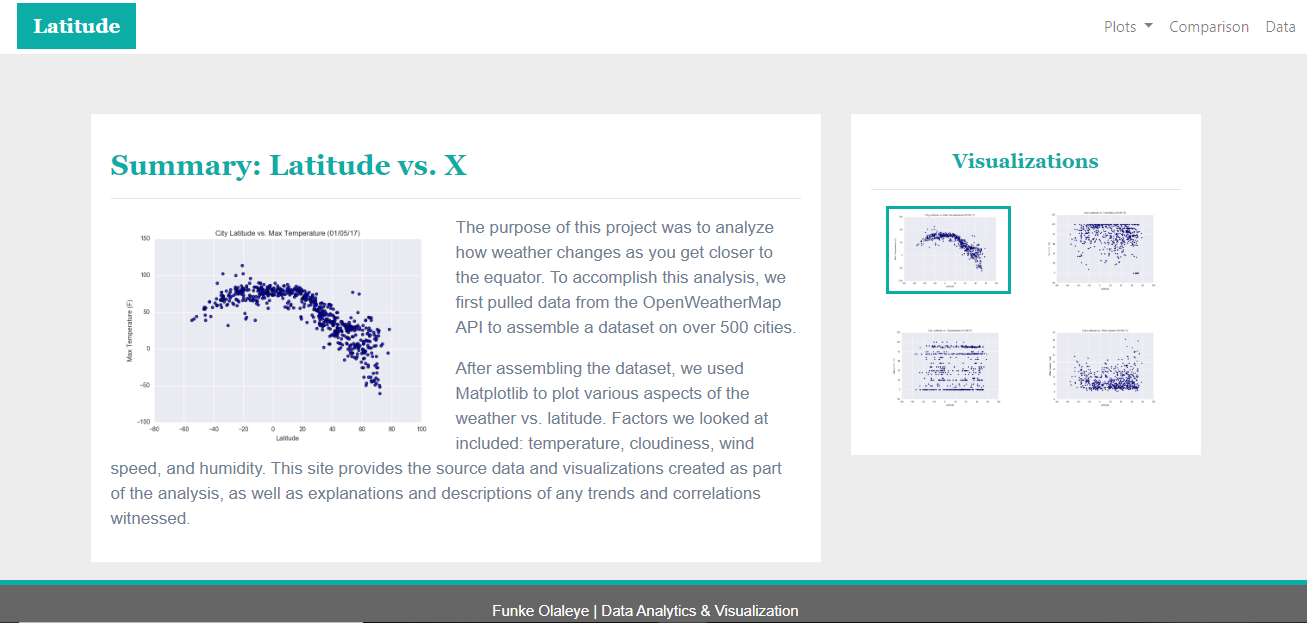 Latitude
Plots
Comparison
Data
Summary: Latitude vs. X
City Latitude vs. Max Temperature (01/05/17)
Max Temperature (F)
150
100
50
0
−50
−100
−80 −60 −40 −20 0 20 40 60 80 100
Latitude
The purpose of this project was to analyze
how weather changes as you get closer to
the equator. To accomplish this analysis, we
first pulled data from the OpenWeatherMap
API to assemble a dataset on over 500 cities.
After assembling the dataset, we used
Matplotlib to plot various aspects of the
weather vs. latitude. Factors we looked at
included: temperature, cloudiness, wind
speed, and humidity. This site provides the source data and visualizations created as part
of the analysis, as well as explanations and descriptions of any trends and correlations
witnessed.
Visualizations
Funke Olaleye | Data Analytics & Visualization